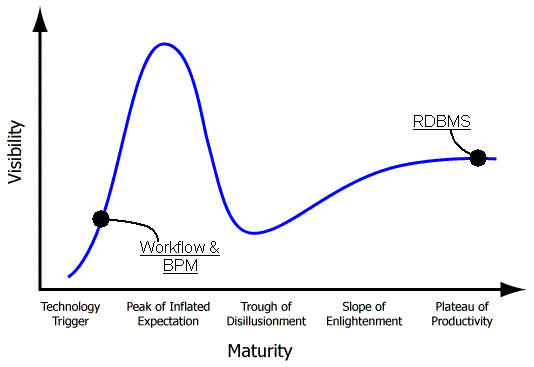 RDBMS
Visibility
Workflow &
BPM
Technology
Trigger
Peak of Inflated
Expectation
Trough of
Disillusionment
Slope of
Enlightenment
Plateau of
Productivity
Maturity